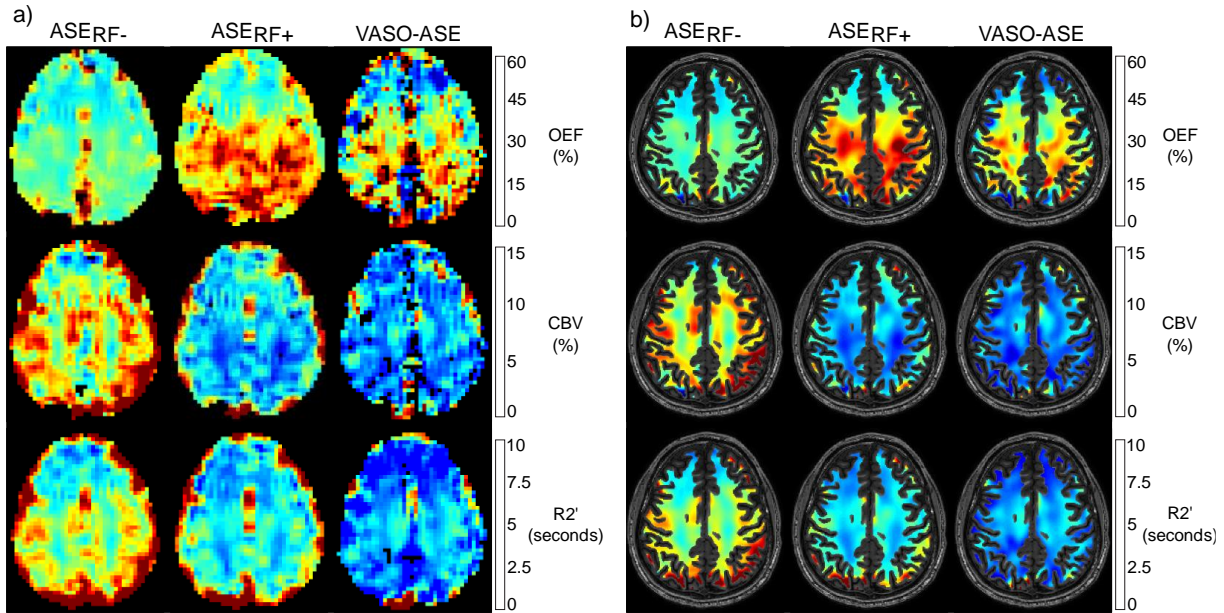 a)
ASERF- ASERF+ VASO-ASE
60
45
OEF
30
(%)
15
0
15
10
CBV
(%)
5
0
10
7.5
R2'
5
(seconds)
2.5
0
b)
ASERF- ASERF+ VASO-ASE
60
45
OEF
30
(%)
15
0
15
10
CBV
(%)
5
0
10
7.5
R2'
5
(seconds)
2.5
0